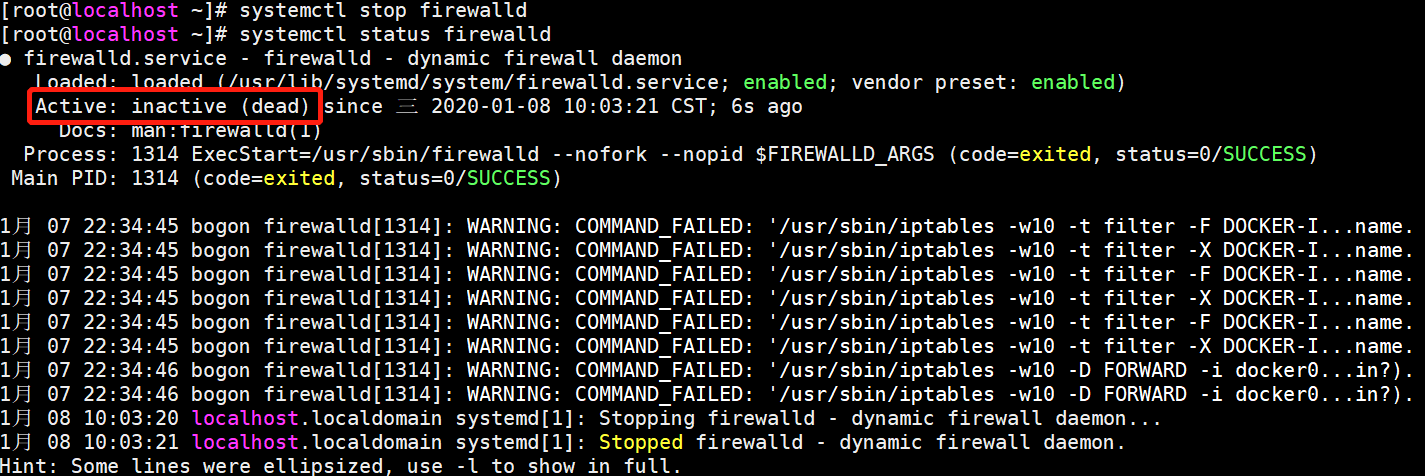 [root@localhost ~]# systemctl stop firewalld
[root@localhost ~]# systemctl status firewalld
● firewalld.service - firewalld - dynamic firewall daemon
Loaded: loaded (/usr/lib/systemd/system/firewalld.service; enabled; vendor preset: enabled)
Active: inactive (dead) since 三 2020-01-08 10:03:21 CST; 6s ago
Docs: man:firewalld(1)
Process: 1314 ExecStart=/usr/sbin/firewalld --nofork --nopid $FIREWALLD_ARGS (code=exited, status=0/SUCCESS)
Main PID: 1314 (code=exited, status=0/SUCCESS)
1月 07 22:34:45 bogon firewalld[1314]: WARNING: COMMAND_FAILED: '/usr/sbin/iptables -w10 -t filter -F DOCKER-I...name.
1月 07 22:34:45 bogon firewalld[1314]: WARNING: COMMAND_FAILED: '/usr/sbin/iptables -w10 -t filter -X DOCKER-I...name.
1月 07 22:34:45 bogon firewalld[1314]: WARNING: COMMAND_FAILED: '/usr/sbin/iptables -w10 -t filter -F DOCKER-I...name.
1月 07 22:34:45 bogon firewalld[1314]: WARNING: COMMAND_FAILED: '/usr/sbin/iptables -w10 -t filter -X DOCKER-I...name.
1月 07 22:34:45 bogon firewalld[1314]: WARNING: COMMAND_FAILED: '/usr/sbin/iptables -w10 -t filter -F DOCKER-I...name.
1月 07 22:34:45 bogon firewalld[1314]: WARNING: COMMAND_FAILED: '/usr/sbin/iptables -w10 -t filter -X DOCKER-I...name.
1月 07 22:34:46 bogon firewalld[1314]: WARNING: COMMAND_FAILED: '/usr/sbin/iptables -w10 -D FORWARD -i docker0...in?).
1月 07 22:34:46 bogon firewalld[1314]: WARNING: COMMAND_FAILED: '/usr/sbin/iptables -w10 -D FORWARD -i docker0...in?).
1月 08 10:03:20 localhost.localdomain systemd[1]: Stopping firewalld - dynamic firewall daemon...
1月 08 10:03:21 localhost.localdomain systemd[1]: Stopped firewalld - dynamic firewall daemon.
Hint: Some lines were ellipsized, use -l to show in full.